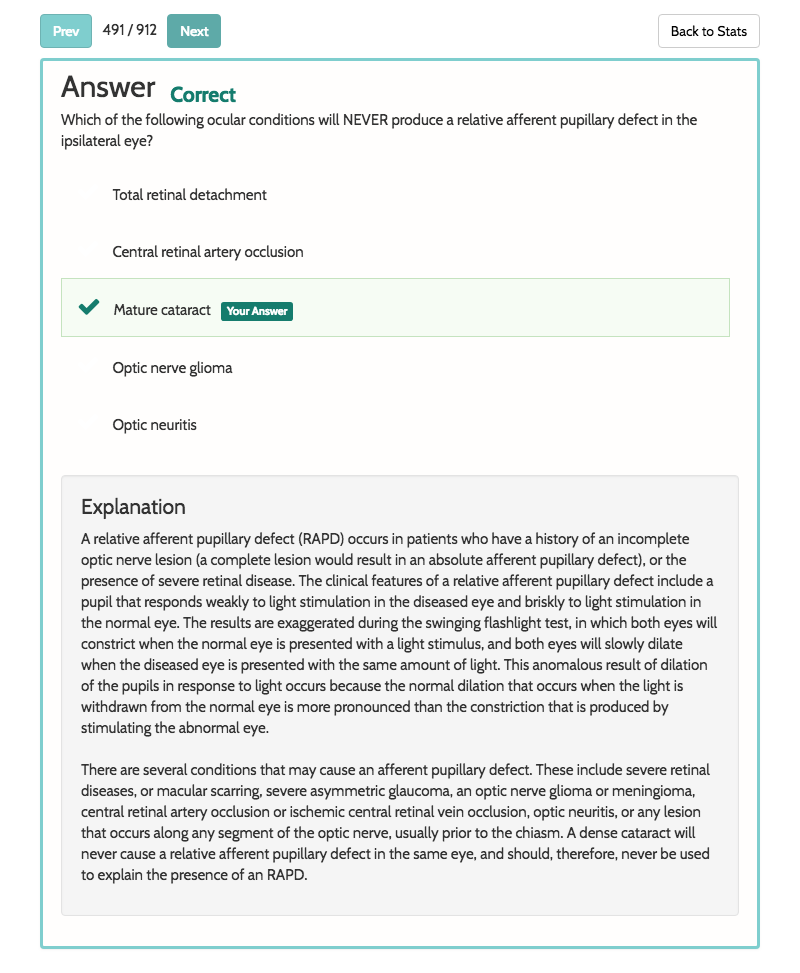 Prev 491 / 912 Next Back to Stats
Answer Correct
Which of the following ocular conditions will NEVER produce a relative afferent pupillary defect in the
ipsilateral eye?
Total retinal detachment
Central retinal artery occlusion
Mature cataract Your Answer
Optic nerve glioma
Optic neuritis
Explanation
A relative afferent pupillary defect (RAPD) occurs in patients who have a history of an incomplete
optic nerve lesion (a complete lesion would result in an absolute afferent pupillary defect), or the
presence of severe retinal disease. The clinical features of a relative afferent pupillary defect include a
pupil that responds weakly to light stimulation in the diseased eye and briskly to light stimulation in
the normal eye. The results are exaggerated during the swinging flashlight test, in which both eyes will
constrict when the normal eye is presented with a light stimulus, and both eyes will slowly dilate
when the diseased eye is presented with the same amount of light. This anomalous result of dilation
of the pupils in response to light occurs because the normal dilation that occurs when the light is
withdrawn from the normal eye is more pronounced than the constriction that is produced by
stimulating the abnormal eye.
There are several conditions that may cause an afferent pupillary defect. These include severe retinal
diseases, or macular scarring, severe asymmetric glaucoma, an optic nerve glioma or meningioma,
central retinal artery occlusion or ischemic central retinal vein occlusion, optic neuritis, or any lesion
that occurs along any segment of the optic nerve, usually prior to the chiasm. A dense cataract will
never cause a relative afferent pupillary defect in the same eye, and should, therefore, never be used
to explain the presence of an RAPD.